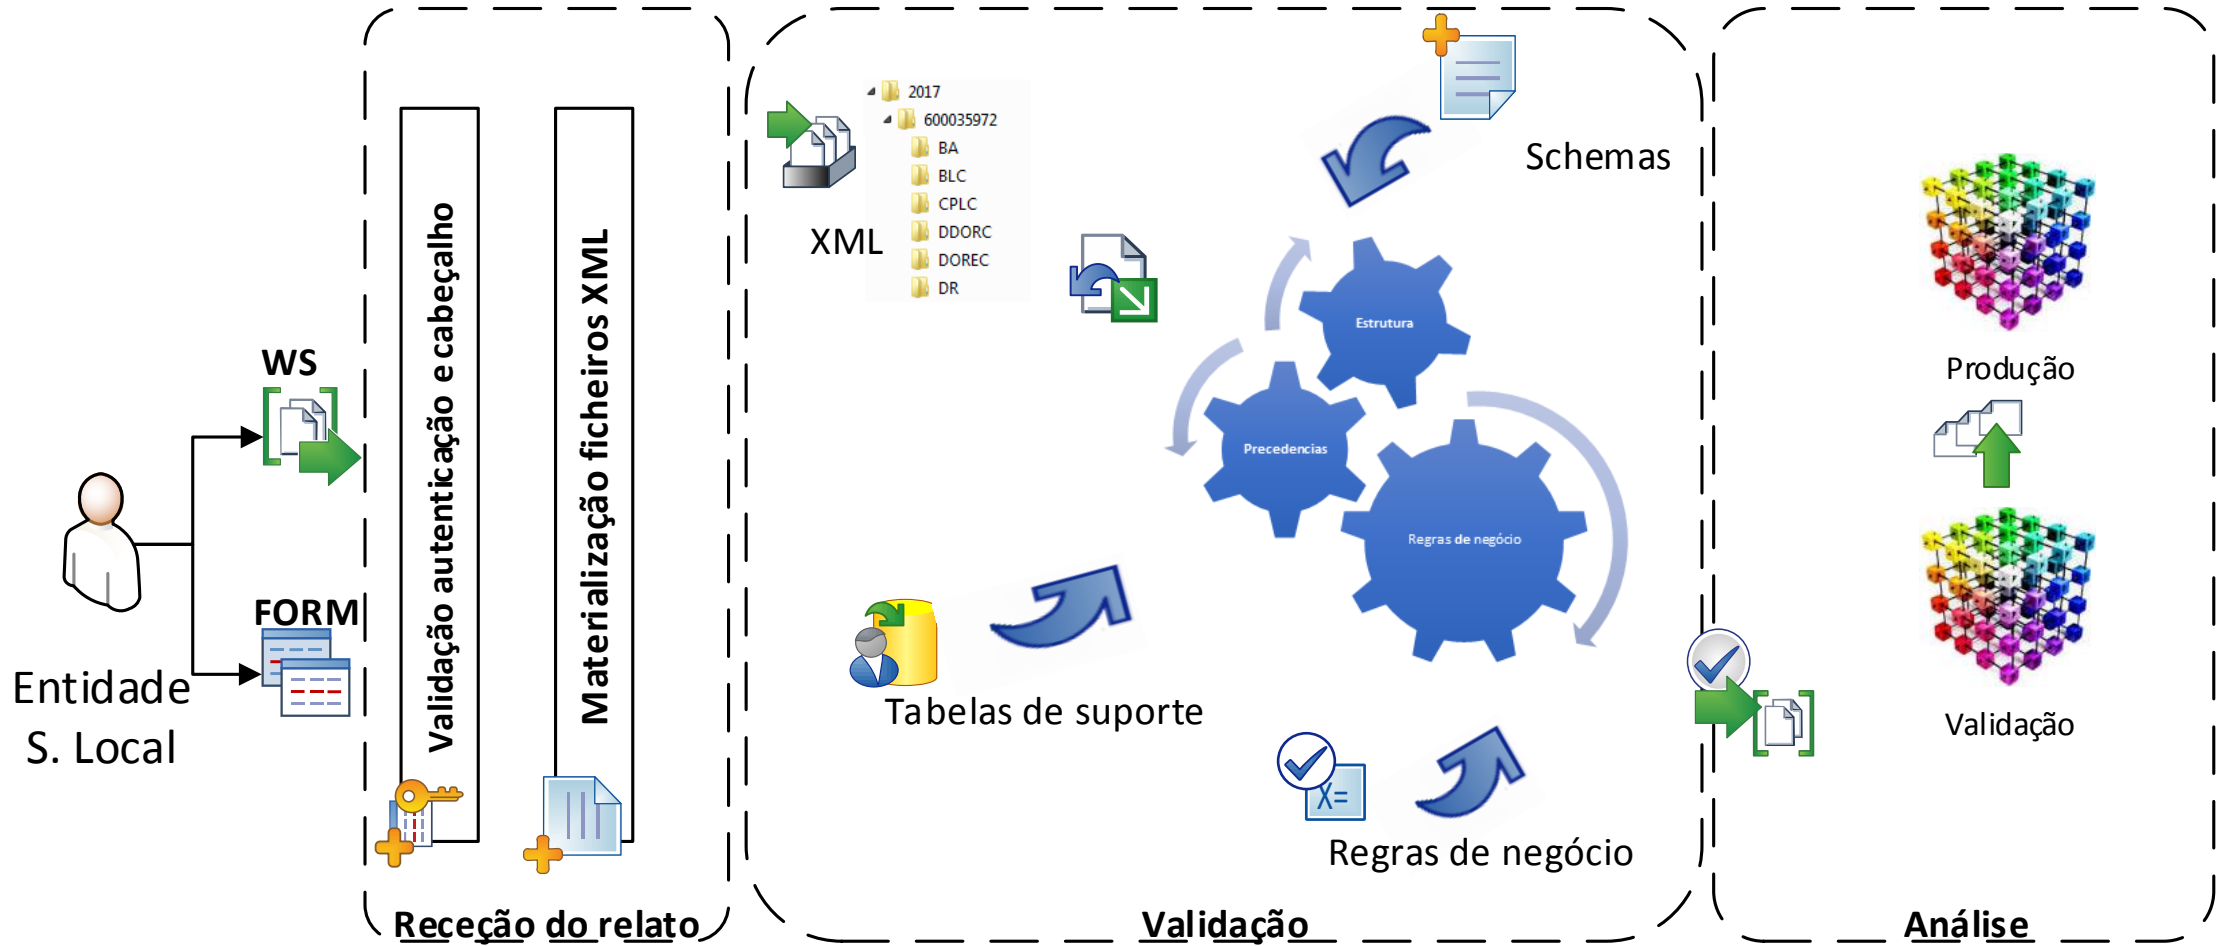 Entidade
S. Local
WS
FORM
Validação autenticação e cabeçalho
Materialização ficheiros XML
Receção do relato
XML
2017
600035972
BA
BLC
CPLC
DDORC
DOREC
DR
Schemas
Estrutura
Precedencias
Regras de negócio
Tabelas de suporte
X=
Regras de negócio
Validação
Produção
Validação
Análise